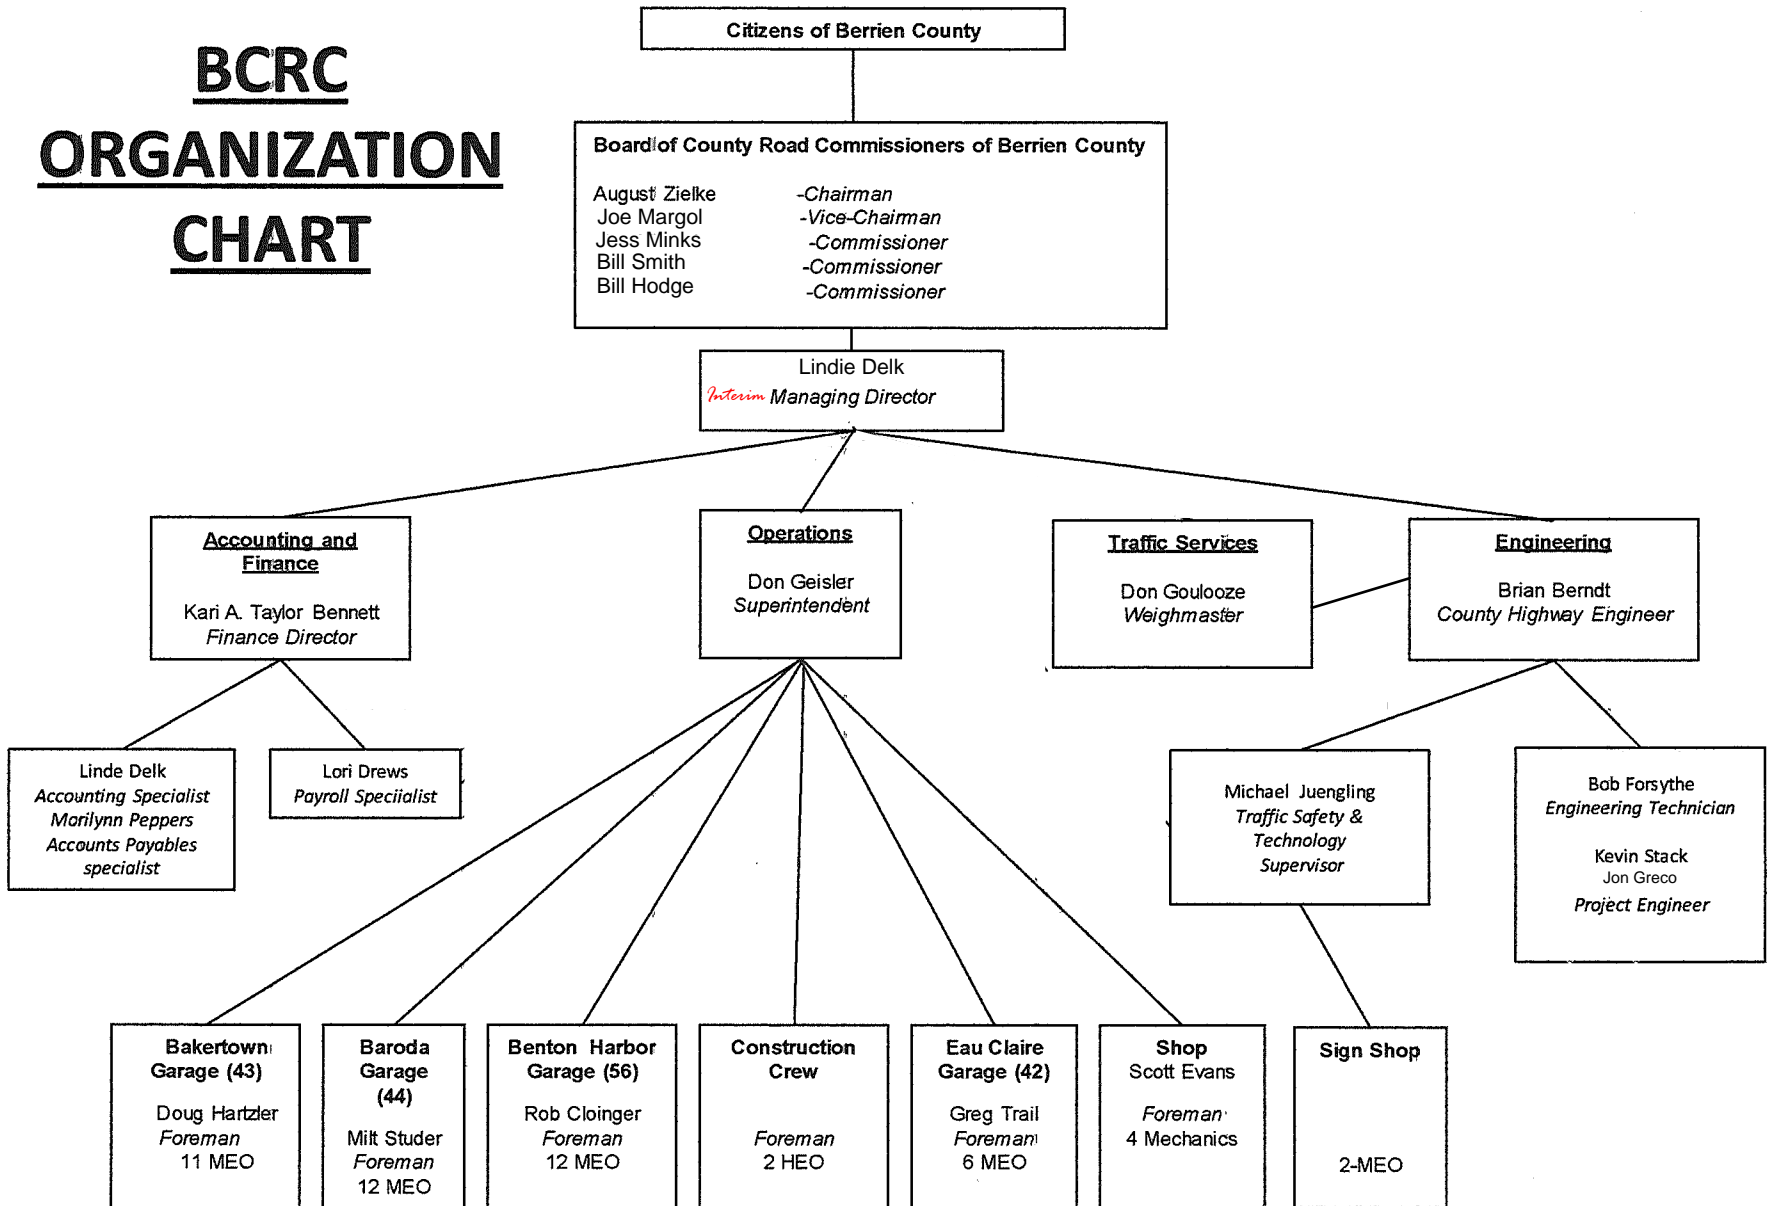 BCRC
ORGANIZATION
CHART
Citizens of Berrien County
Board of County Road Commissioners of Berrien County
August Zielke -Chairman
Joe Margol -Vice-Chairman
Jess Minks -Commissioner
Bill Smith -Commissioner
Bill Hodge -Commissioner
Lindie Delk
Interim Managing Director
Accounting and
Finance
Kari A. Taylor Bennett
Finance Director
Operations
Don Geisler
Superintendent
Traffic Services
Don Goulooze
Weighmaster
Engineering
Brian Berndt
County Highway Engineer
Linde Delk
Accounting Specialist
Marilynn Peppers
Accounts Payables
specialist
Lori Drews
Payroll Speciialist
Michael Juengling
Traffic Safety &
Technology
Supervisor
Bob Forsythe
Engineering Technician
Kevin Stack
Jon Greco
Project Engineer
Bakertown
Garage (43)
Doug Hartzler
Foreman
11 MEO
Baroda
Garage
(44)
Milt Studer
Foreman
12 MEO
Benton Harbor
Garage (56)
Rob Cloinger
Foreman
12 MEO
Construction
Crew
Foreman
2 HEO
Eau Claire
Garage (42)
Greg Trail
Foreman
6 MEO
Shop
Scott Evans
Foreman
4 Mechanics
Sign Shop
2-MEO